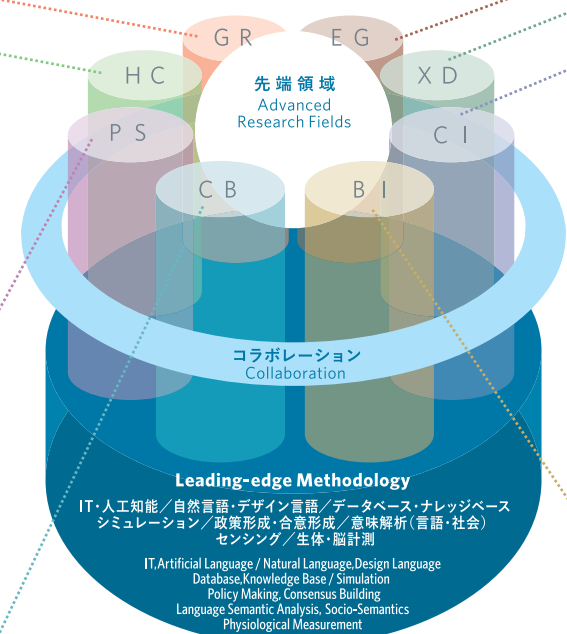 GR
EG
HC
XD
先端領域
Advanced
Research Fields
PS
CI
CB
BI
コラボレーション
Collaboration
Leading-edge Methodology
IT・人工知能／自然言語・デザイン言語／データベース・ナレッジベース
シミュレーション／政策形成・合意形成／意味解析（言語・社会）
センシング／生体・脳計測
IT,Artificial Language / Natural Language,Design Language
Database,Knowledge Base / Simulation
Policy Making, Consensus Building
Language Semantic Analysis, Socio-Semantics
Physiological Measurement